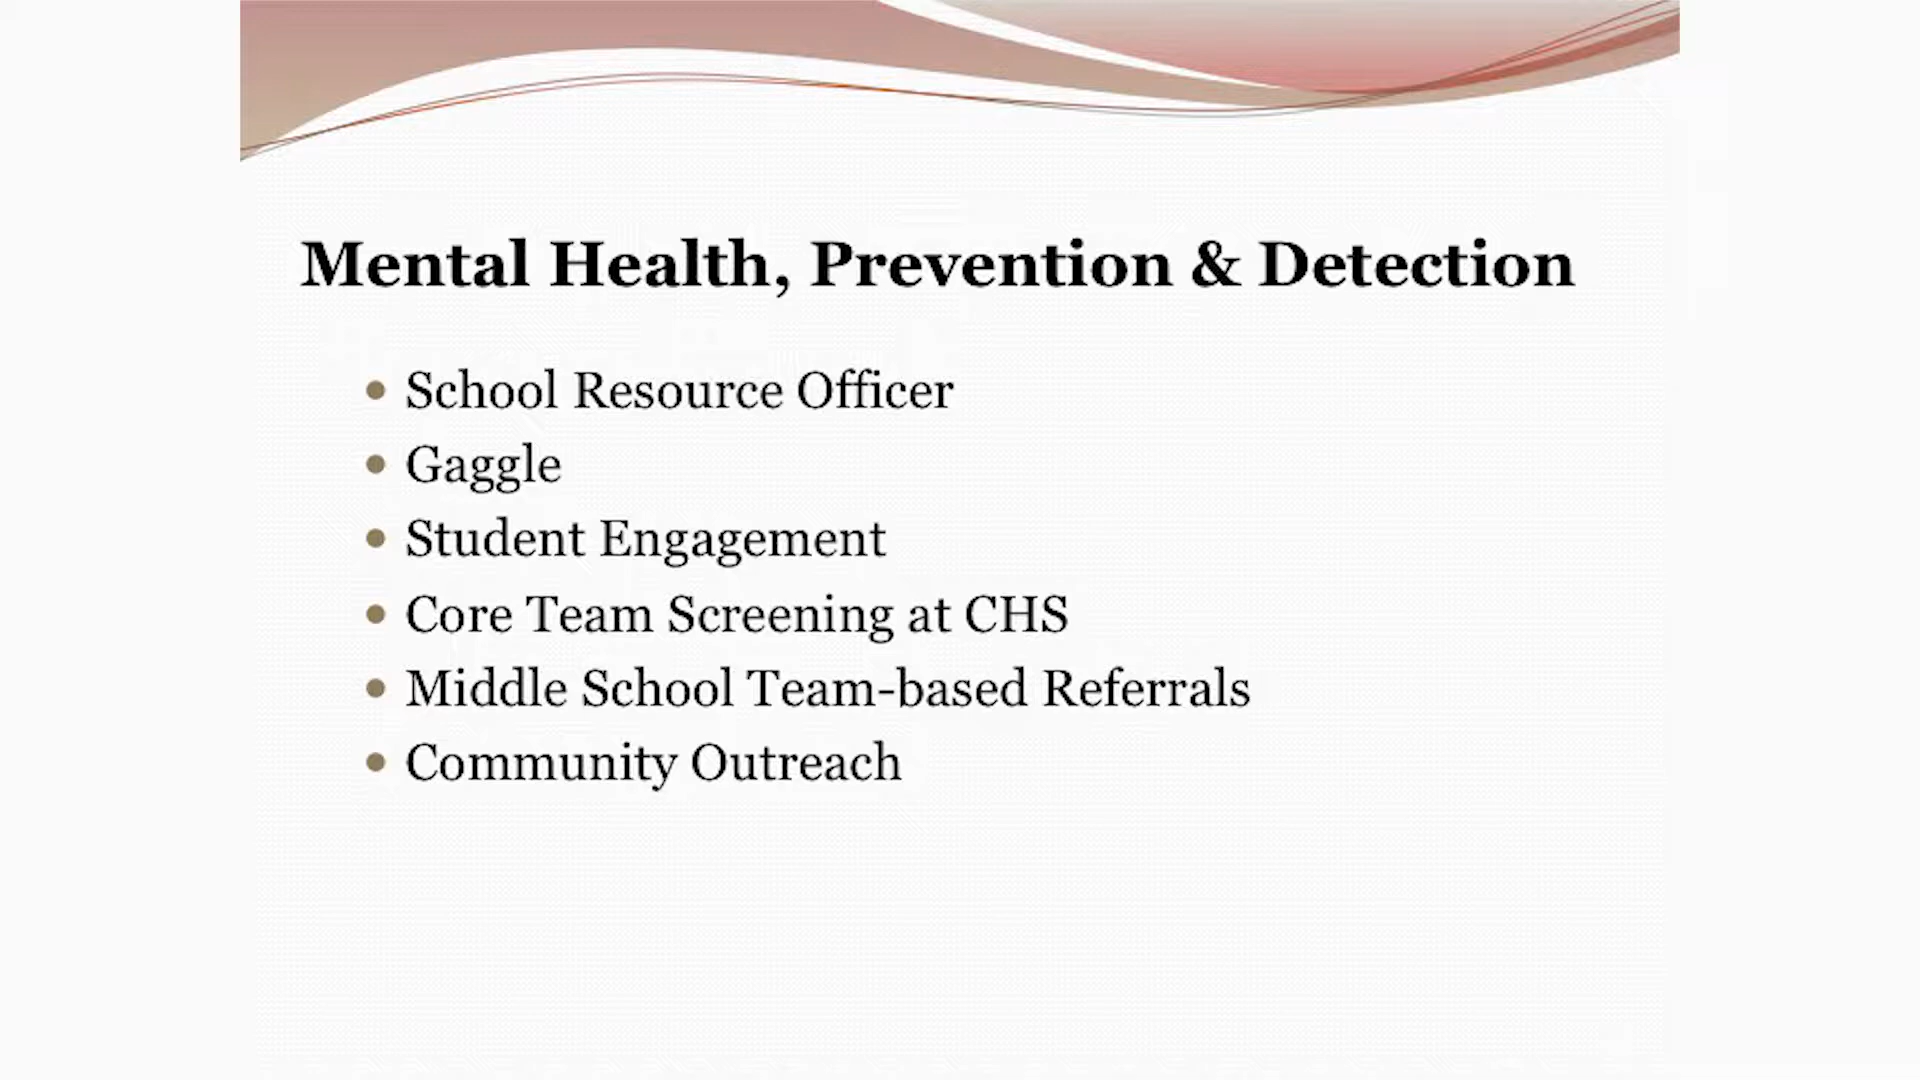 Mental Health, Prevention & Detection
• School Resource Officer
• Gaggle
• Student Engagement
• Core Team Screening at CHS
• Middle School Team-based Referrals
• Community Outreach